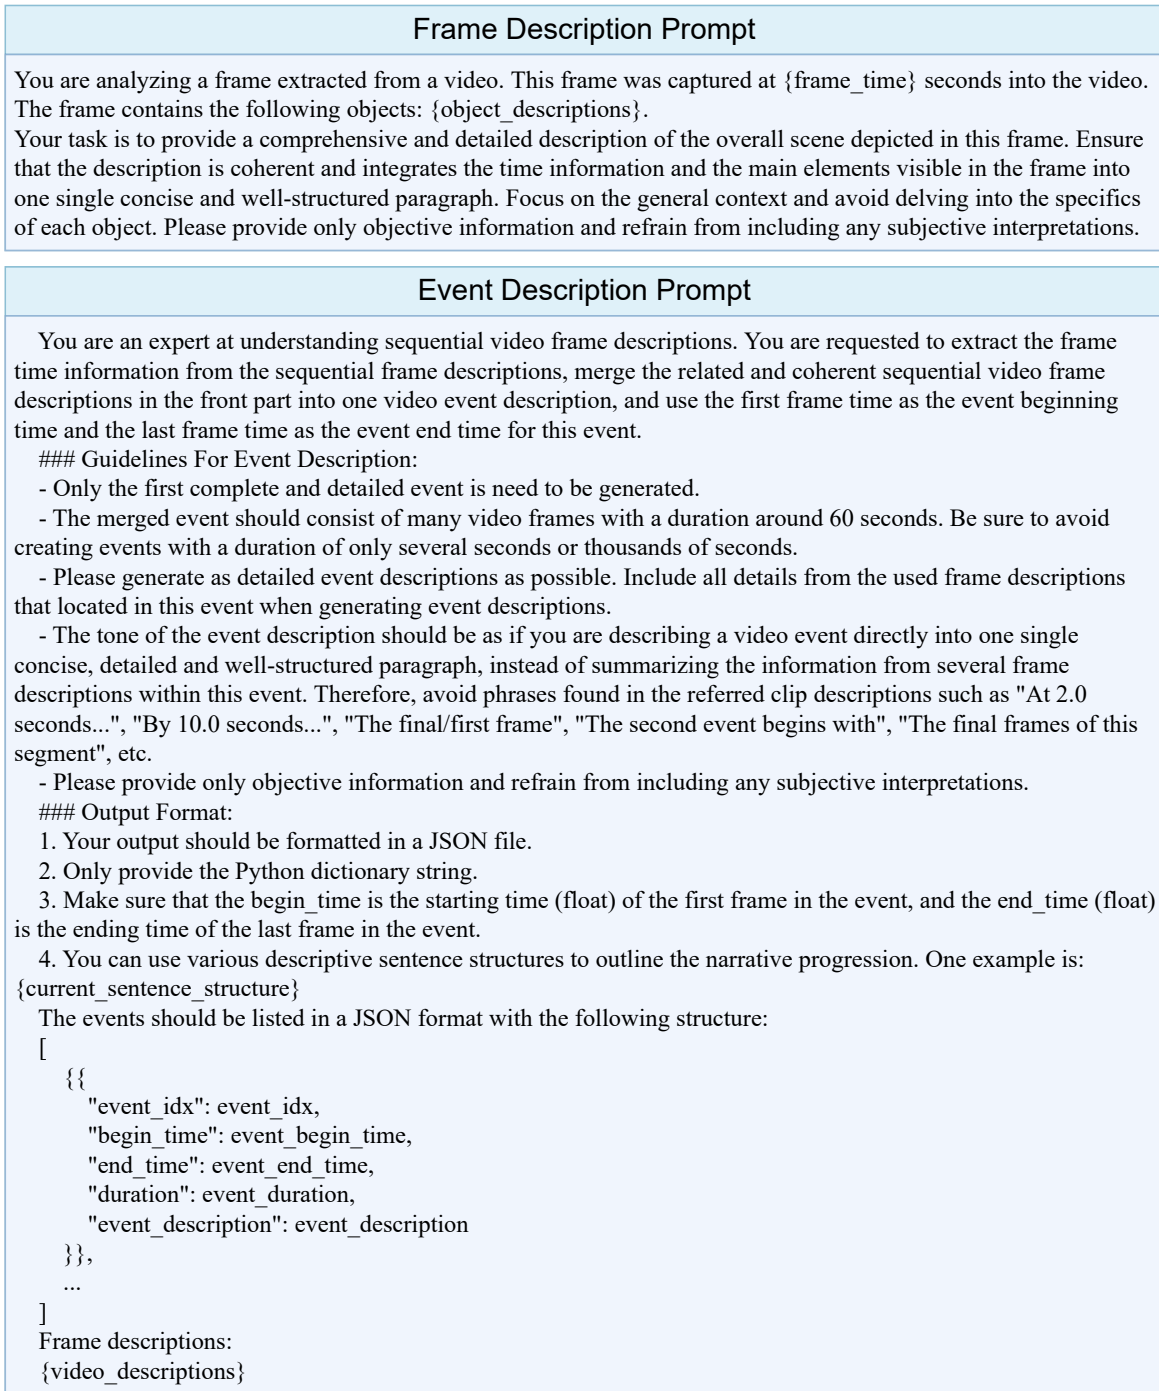 Frame Description Prompt
You are analyzing a frame extracted from a video. This frame was captured at {frame_time} seconds into the video.
The frame contains the following objects: {object_descriptions}.
Your task is to provide a comprehensive and detailed description of the overall scene depicted in this frame. Ensure
that the description is coherent and integrates the time information and the main elements visible in the frame into
one single concise and well-structured paragraph. Focus on the general context and avoid delving into the specifics
of each object. Please provide only objective information and refrain from including any subjective interpretations.
Event Description Prompt
You are an expert at understanding sequential video frame descriptions. You are requested to extract the frame
time information from the sequential frame descriptions, merge the related and coherent sequential video frame
descriptions in the front part into one video event description, and use the first frame time as the event beginning
time and the last frame time as the event end time for this event.
### Guidelines For Event Description:
- Only the first complete and detailed event is need to be generated.
- The merged event should consist of many video frames with a duration around 60 seconds. Be sure to avoid
creating events with a duration of only several seconds or thousands of seconds.
- Please generate as detailed event descriptions as possible. Include all details from the used frame descriptions
that located in this event when generating event descriptions.
- The tone of the event description should be as if you are describing a video event directly into one single
concise, detailed and well-structured paragraph, instead of summarizing the information from several frame
descriptions within this event. Therefore, avoid phrases found in the referred clip descriptions such as "At 2.0
seconds...", "By 10.0 seconds...", "The final/first frame", "The second event begins with", "The final frames of this
segment", etc.
- Please provide only objective information and refrain from including any subjective interpretations.
### Output Format:
1. Your output should be formatted in a JSON file.
2. Only provide the Python dictionary string.
3. Make sure that the begin_time is the starting time (float) of the first frame in the event, and the end_time (float)
is the ending time of the last frame in the event.
4. You can use various descriptive sentence structures to outline the narrative progression. One example is:
{current_sentence_structure}
The events should be listed in a JSON format with the following structure:
[
{{
"event_idx": event_idx,
"begin_time": event_begin_time,
"end_time": event_end_time,
"duration": event_duration,
"event_description": event_description
}},
...
]
Frame descriptions:
{video_descriptions}